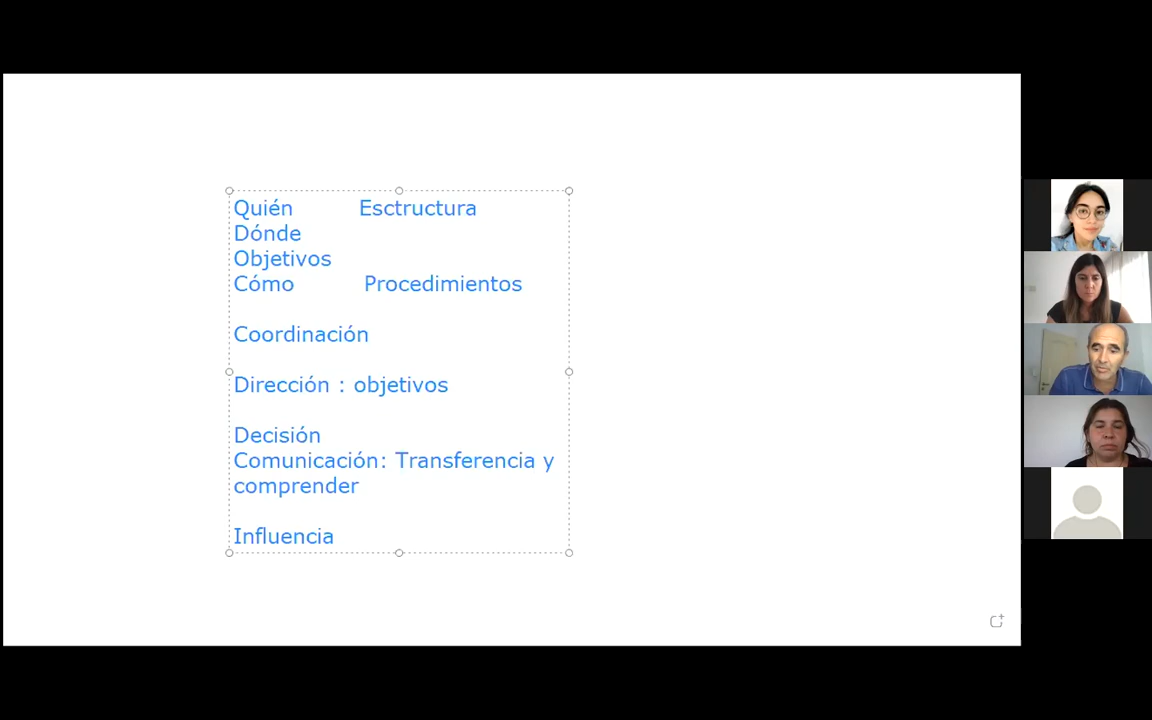 Quién Esctructura
Dónde
Objetivos
Cómo Procedimientos
Coordinación
Dirección : objetivos
Decisión
Comunicación: Transferencia y
comprender
Influencia